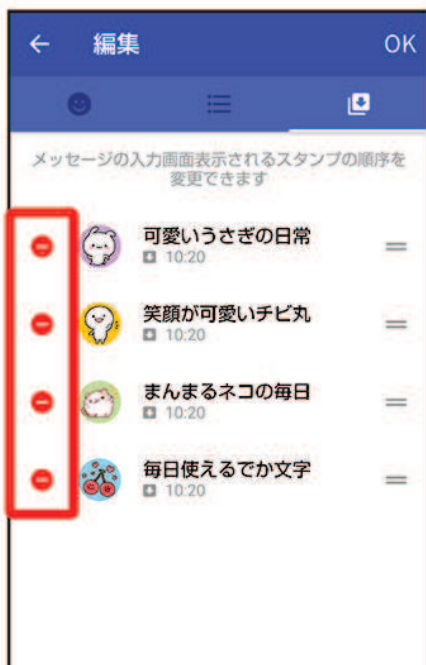 編集
OK
メッセージの入力画面表示されるスタンプの順序を
変更できます
可愛いうさぎの日常
10:20
笑顔が可愛いチビ丸
10:20
まんまるネコの毎日
10:20
毎日使えるでか文字
10:20